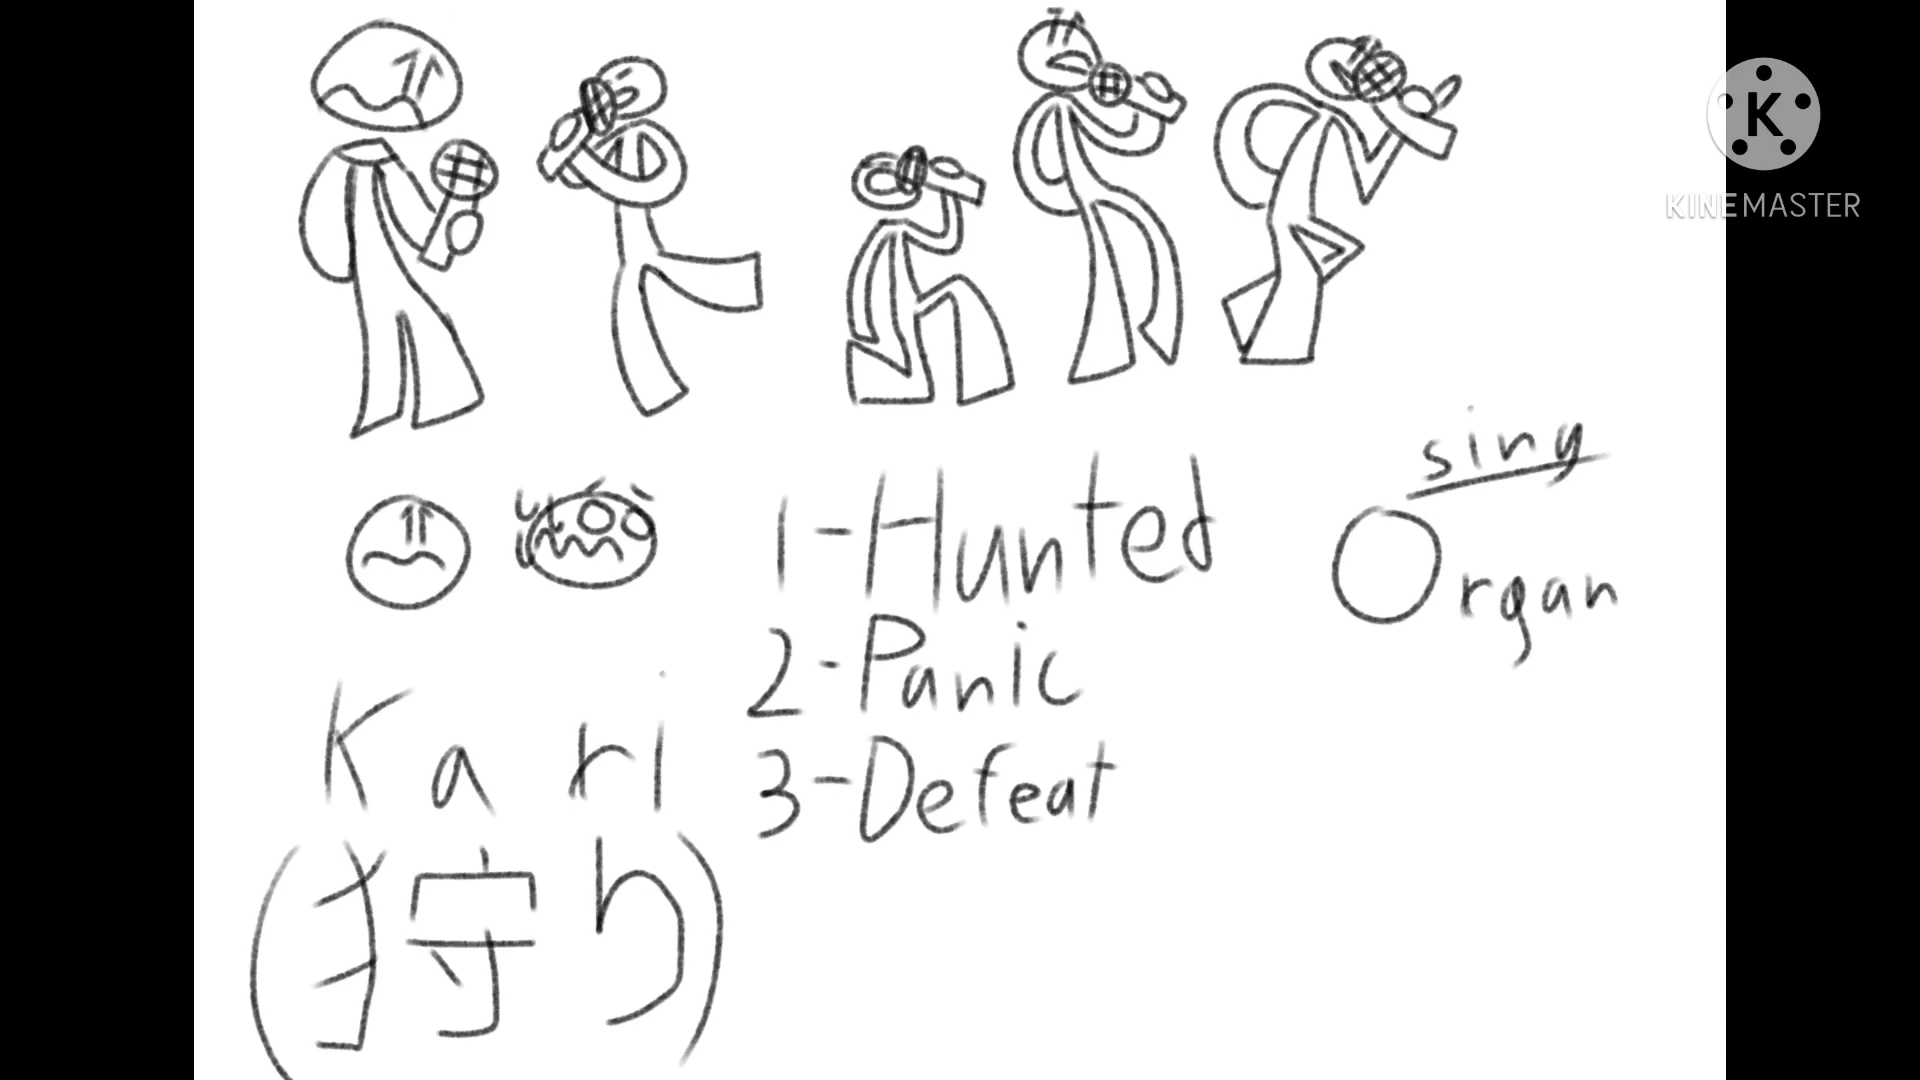 KINEMASTER
sing
Organ
1-Hunted
2-Panic
3-Defeat
Kari
(狩り)